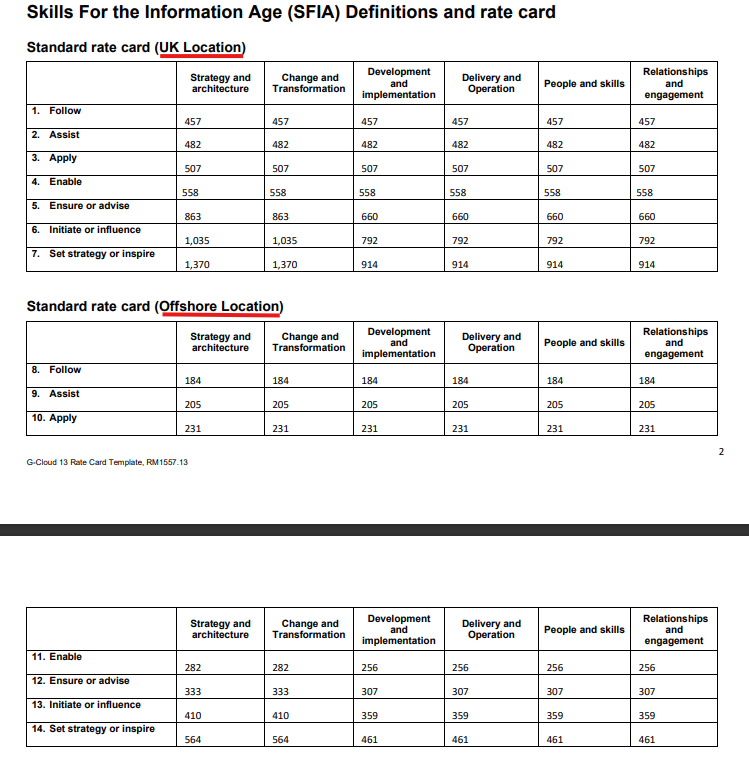 Skills For the Information Age (SFIA) Definitions and rate card
Standard rate card (UK Location)
Strategy and architecture Change and Transformation Development and implementation Delivery and Operation People and skills Relationships and engagement
1. Follow 457 457 457 457 457 457
2. Assist 482 482 482 482 482 482
3. Apply 507 507 507 507 507 507
4. Enable 558 558 558 558 558 558
5. Ensure or advise 863 863 660 660 660 660
6. Initiate or influence 1,035 1,035 792 792 792 792
7. Set strategy or inspire 1,370 1,370 914 914 914 914
Standard rate card (Offshore Location)
Strategy and architecture Change and Transformation Development and implementation Delivery and Operation People and skills Relationships and engagement
8. Follow 184 184 184 184 184 184
9. Assist 205 205 205 205 205 205
10. Apply 231 231 231 231 231 231
2
G-Cloud 13 Rate Card Template, RM1557.13
Strategy and architecture Change and Transformation Development and implementation Delivery and Operation People and skills Relationships and engagement
11. Enable 282 282 256 256 256 256
12. Ensure or advise 333 333 307 307 307 307
13. Initiate or influence 410 410 359 359 359 359
14. Set strategy or inspire 564 564 461 461 461 461